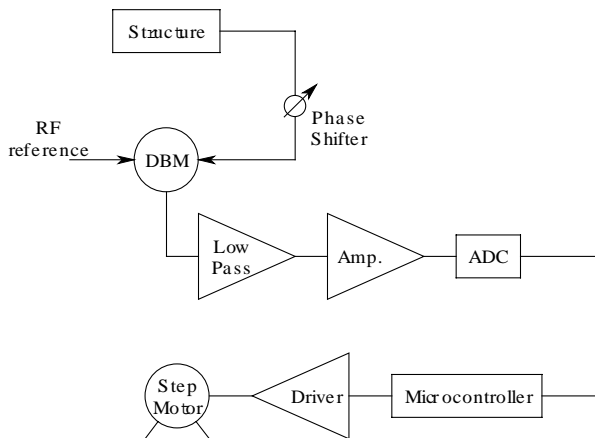 Structure
Phase
Shifter
RF
reference
DBM
Low
Pass
Amp.
ADC
Step
Motor
Driver
Microcontroller